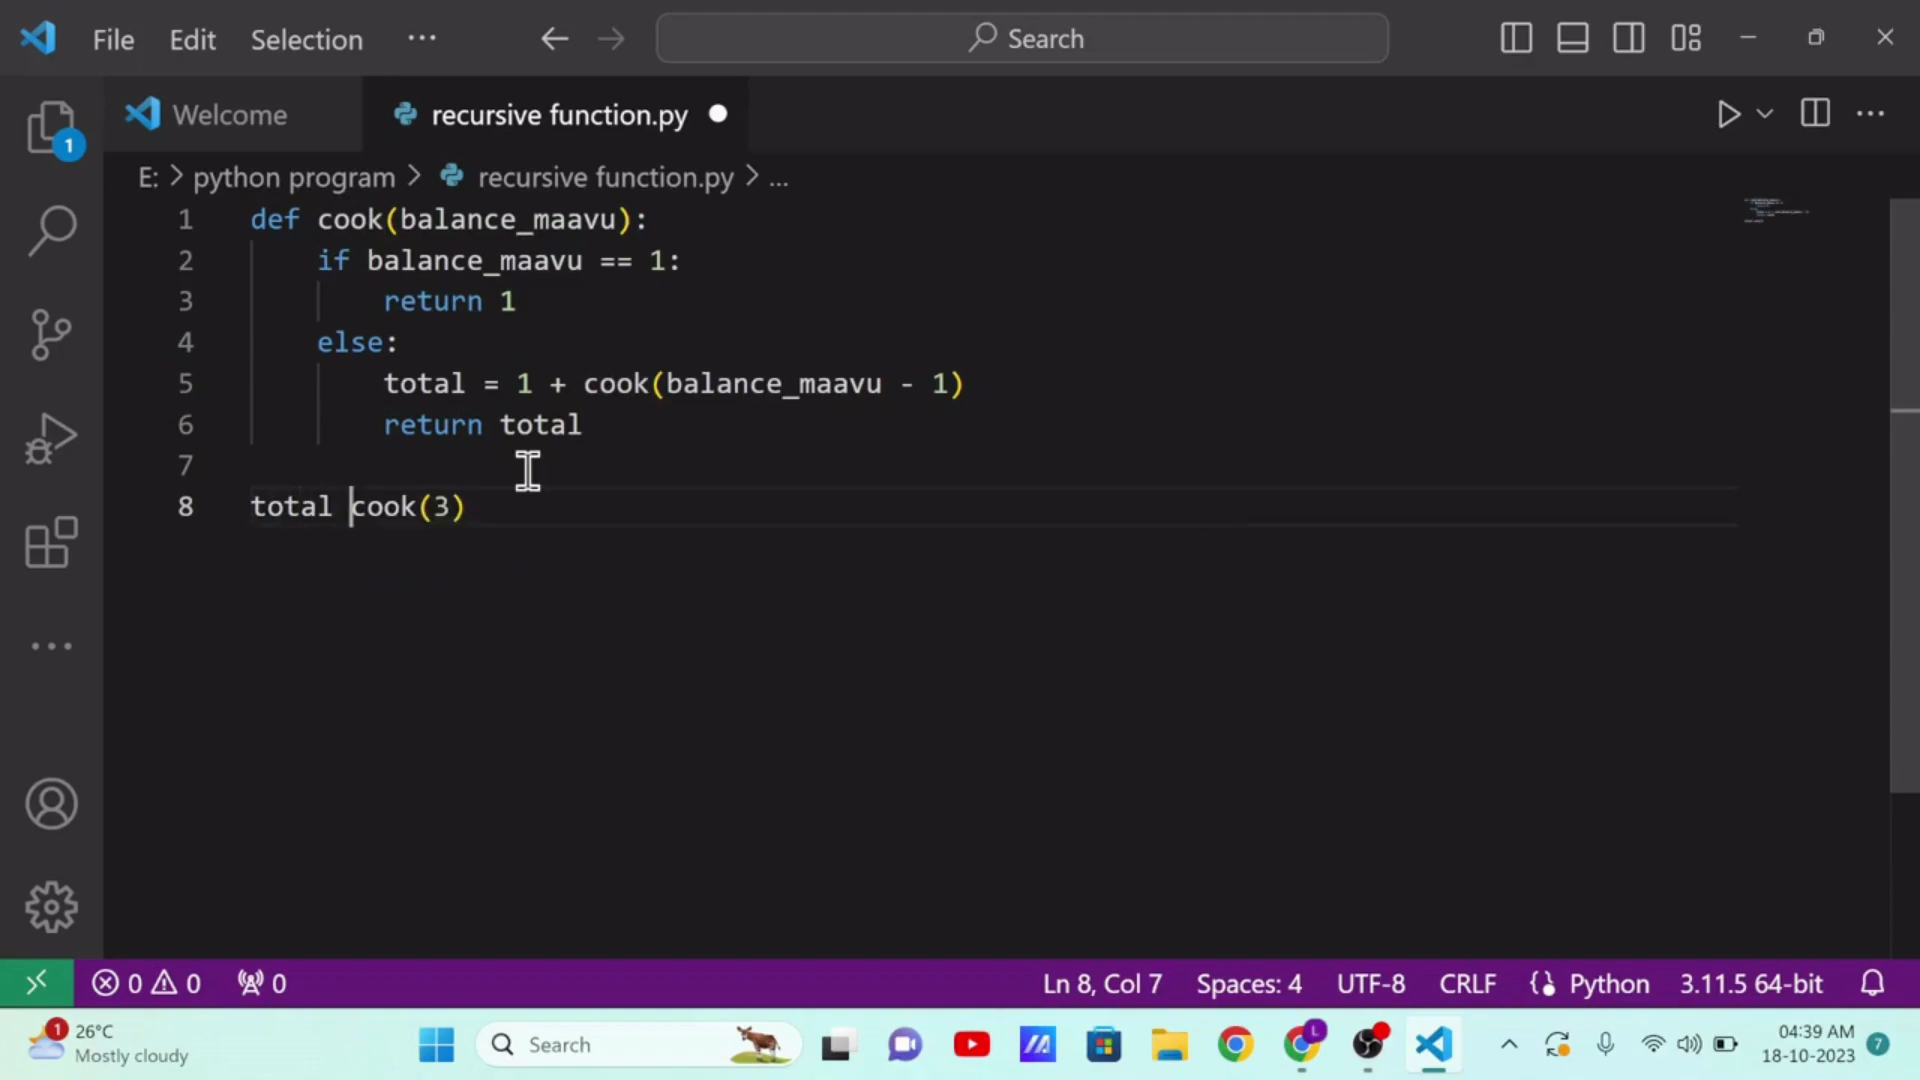 File Edit Selection ··· Search
Welcome recursive function.py
1
E: > python program > recursive function.py > ...
1 def cook(balance_maavu):
2 if balance_maavu == 1:
3 return 1
4 else:
5 total = 1 + cook(balance_maavu - 1)
6 return total
7
8 total cook(3)
0 0 0 Ln 8, Col 7 Spaces: 4 UTF-8 CRLF Python 3.11.5 64-bit
1 26°C
Mostly cloudy
Search
L
04:39 AM
18-10-2023
7